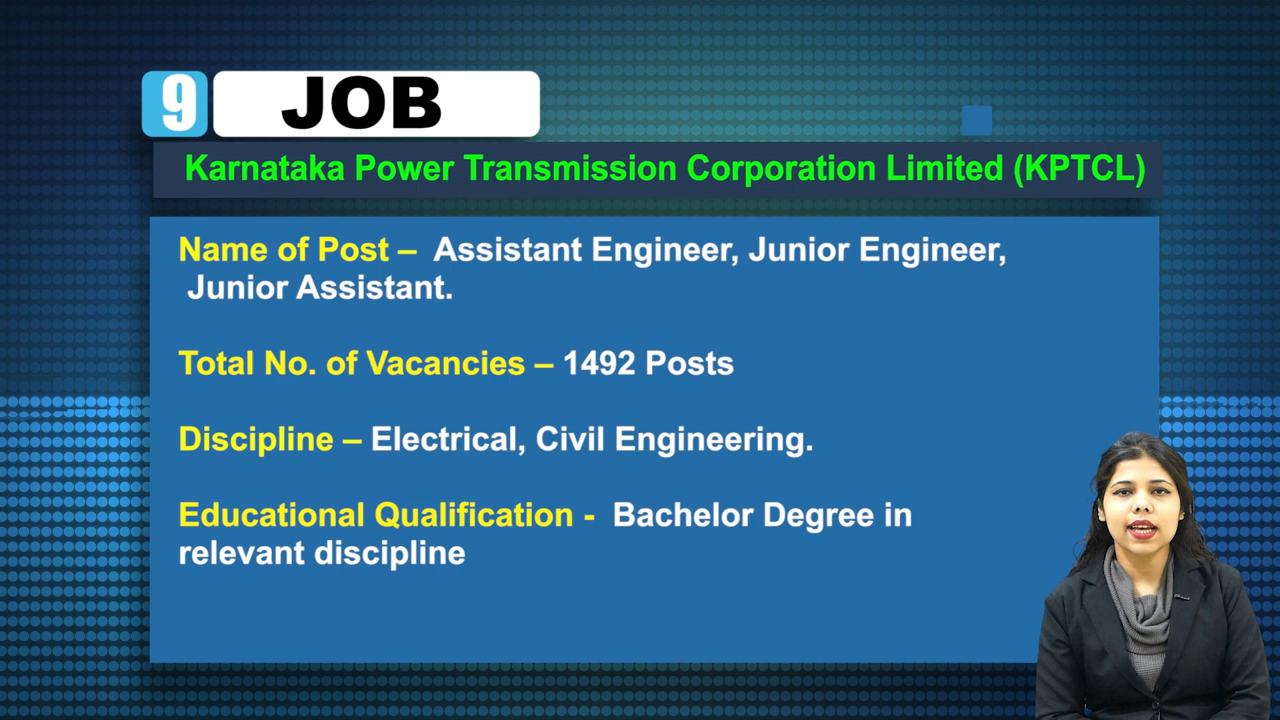 9 JOB
Karnataka Power Transmission Corporation Limited (KPTCL)
Name of Post – Assistant Engineer, Junior Engineer,
Junior Assistant.
Total No. of Vacancies – 1492 Posts
Discipline – Electrical, Civil Engineering.
Educational Qualification - Bachelor Degree in
relevant discipline